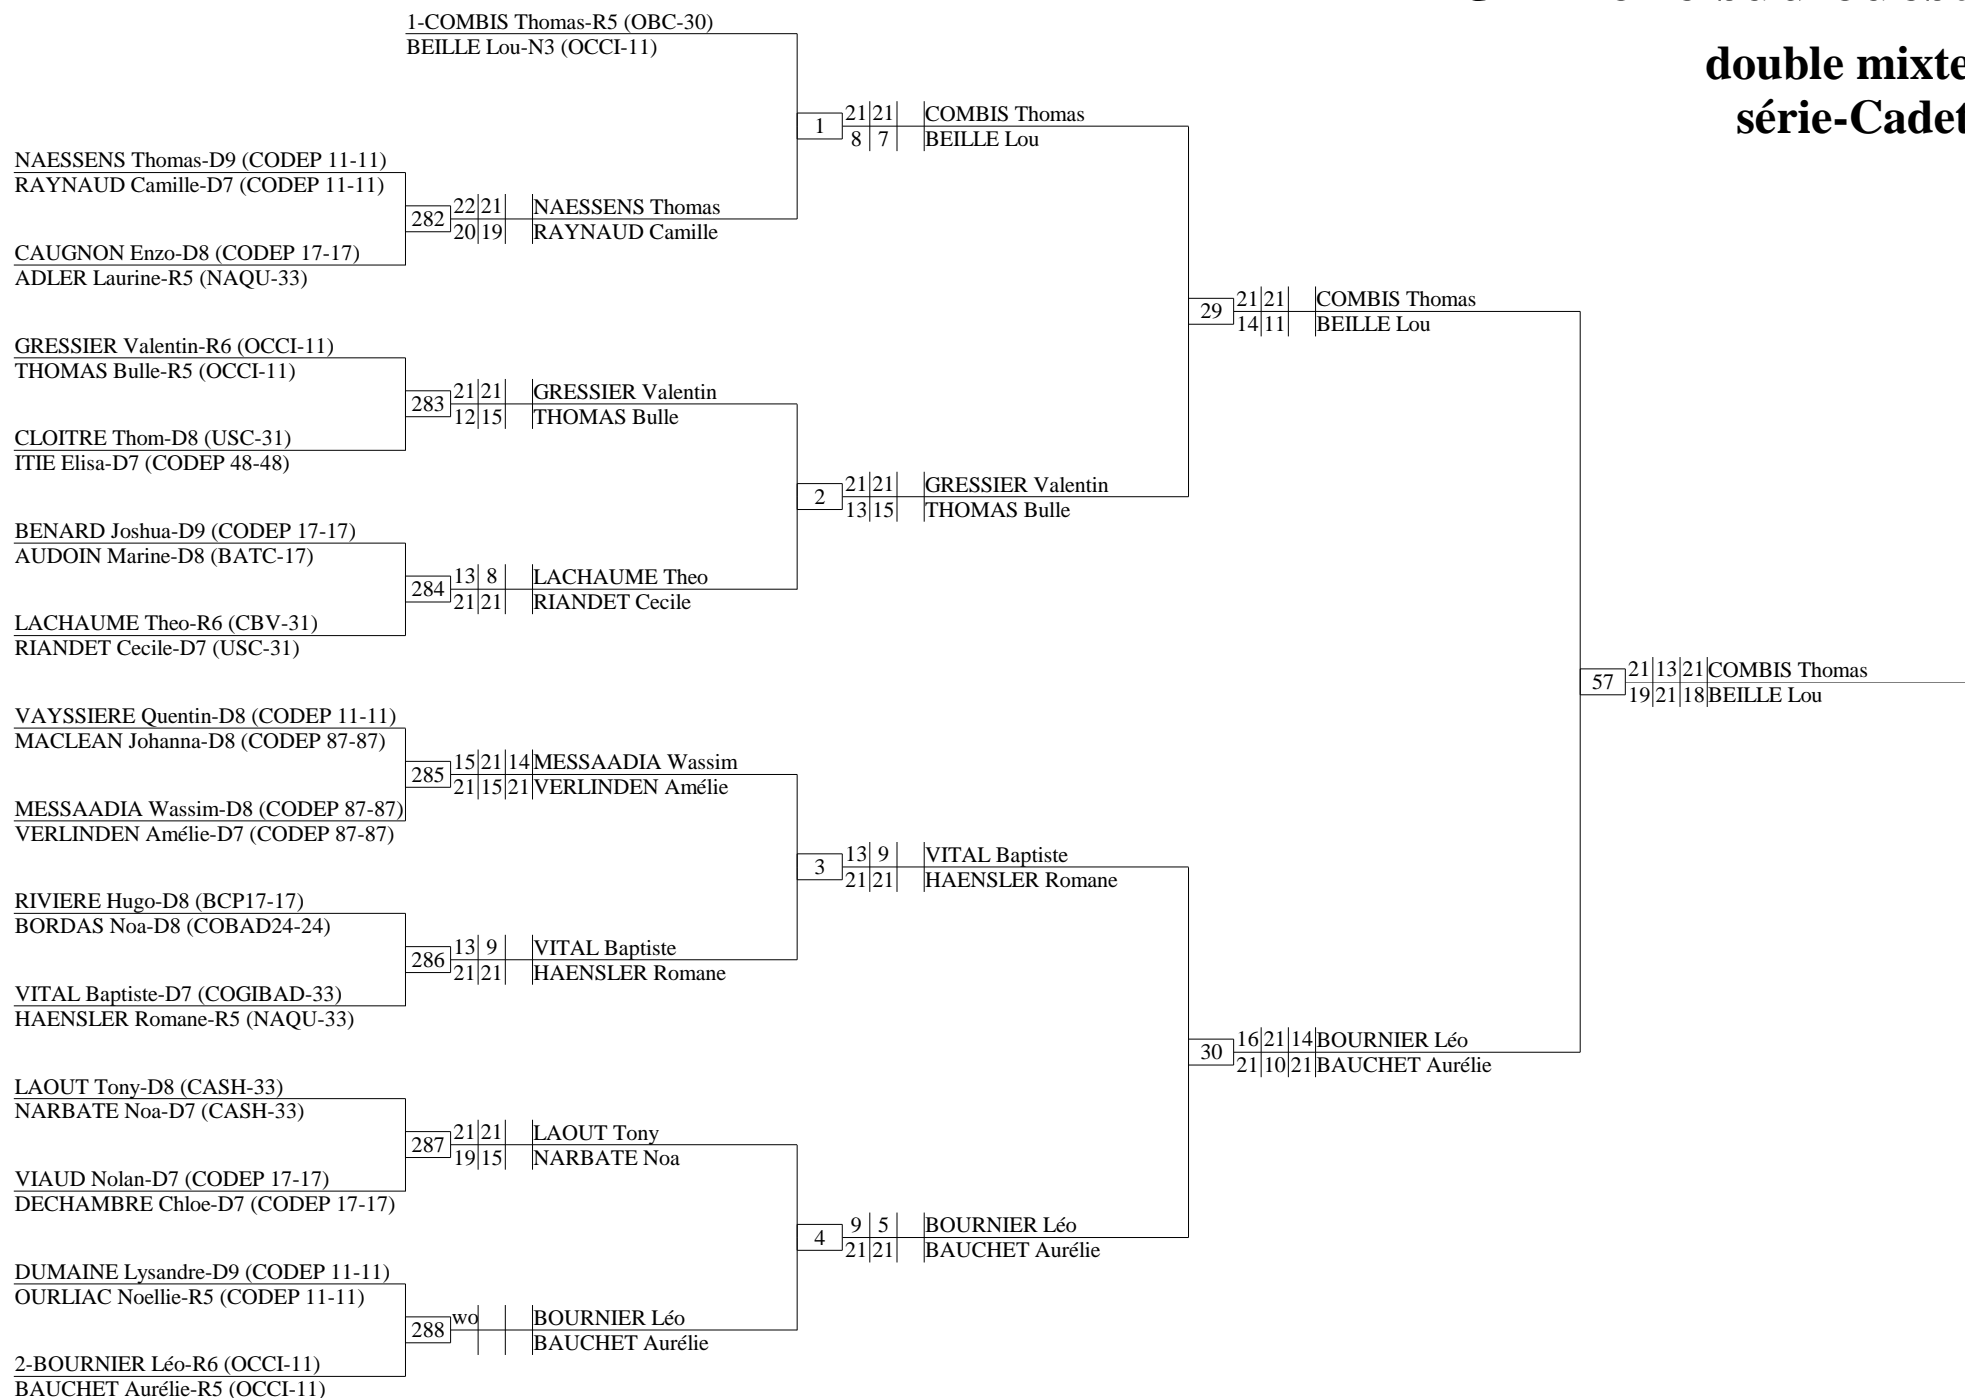 double mixte
série-Cadet
1-COMBIS Thomas-R5 (OBC-30)
BEILLE Lou-N3 (OCCI-11)
1 21 21 COMBIS Thomas
8 7 BEILLE Lou
NAESSENS Thomas-D9 (CODEP 11-11)
RAYNAUD Camille-D7 (CODEP 11-11)
282 22 21 NAESSENS Thomas
20 19 RAYNAUD Camille
CAUGNON Enzo-D8 (CODEP 17-17)
ADLER Laurine-R5 (NAQU-33)
29 21 21 COMBIS Thomas
14 11 BEILLE Lou
GRESSIER Valentin-R6 (OCCI-11)
THOMAS Bulle-R5 (OCCI-11)
283 21 21 GRESSIER Valentin
12 15 THOMAS Bulle
CLOITRE Thom-D8 (USC-31)
ITIE Elisa-D7 (CODEP 48-48)
2 21 21 GRESSIER Valentin
13 15 THOMAS Bulle
BENARD Joshua-D9 (CODEP 17-17)
AUDOIN Marine-D8 (BATC-17)
284 13 8 LACHAUME Theo
21 21 RIANDET Cecile
LACHAUME Theo-R6 (CBV-31)
RIANDET Cecile-D7 (USC-31)
57 21 13 21 COMBIS Thomas
19 21 18 BEILLE Lou
VAYSSIERE Quentin-D8 (CODEP 11-11)
MACLEAN Johanna-D8 (CODEP 87-87)
285 15 21 14 MESSAADIA Wassim
21 15 21 VERLINDEN Amélie
MESSAADIA Wassim-D8 (CODEP 87-87)
VERLINDEN Amélie-D7 (CODEP 87-87)
3 13 9 VITAL Baptiste
21 21 HAENSLER Romane
RIVIERE Hugo-D8 (BCP17-17)
BORDAS Noa-D8 (COBAD24-24)
286 13 9 VITAL Baptiste
21 21 HAENSLER Romane
VITAL Baptiste-D7 (COGIBAD-33)
HAENSLER Romane-R5 (NAQU-33)
30 16 21 14 BOURNIER Léo
21 10 21 BAUCHET Aurélie
LAOUT Tony-D8 (CASH-33)
NARBATE Noa-D7 (CASH-33)
287 21 21 LAOUT Tony
19 15 NARBATE Noa
VIAUD Nolan-D7 (CODEP 17-17)
DECHAMBRE Chloe-D7 (CODEP 17-17)
4 9 5 BOURNIER Léo
21 21 BAUCHET Aurélie
DUMAINE Lysandre-D9 (CODEP 11-11)
OURLIAC Noellie-R5 (CODEP 11-11)
288 wo BOURNIER Léo
BAUCHET Aurélie
2-BOURNIER Léo-R6 (OCCI-11)
BAUCHET Aurélie-R5 (OCCI-11)